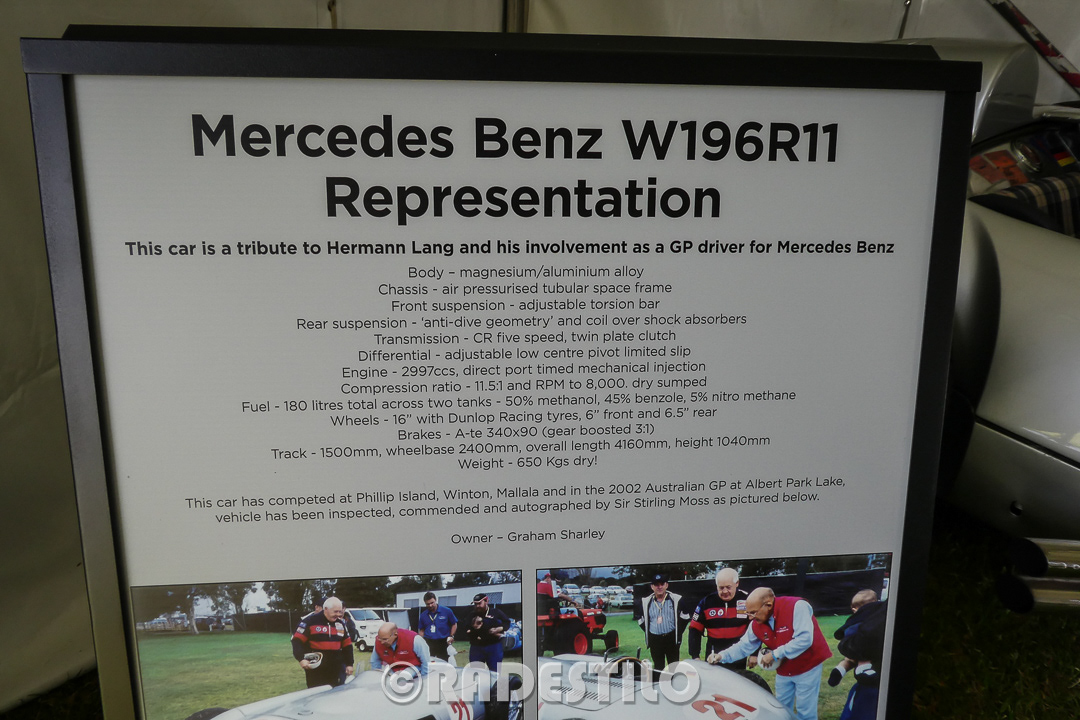 Mercedes Benz W196R11
Representation
This car is a tribute to Hermann Lang and his involvement as a GP driver for Mercedes Benz
Body – magnesium/aluminium alloy
Chassis - air pressurised tubular space frame
Front suspension - adjustable torsion bar
Rear suspension - ‘anti-dive geometry’ and coil over shock absorbers
Transmission - CR five speed, twin plate clutch
Differential - adjustable low centre pivot limited slip
Engine - 2997ccs, direct port timed mechanical injection
Compression ratio - 11.5:1 and RPM to 8,000. dry sumped
Fuel - 180 litres total across two tanks - 50% methanol, 45% benzole, 5% nitro methane
Wheels - 16” with Dunlop Racing tyres, 6” front and 6.5” rear
Brakes - A-te 340x90 (gear boosted 3:1)
Track - 1500mm, wheelbase 2400mm, overall length 4160mm, height 1040mm
Weight - 650 Kgs dry!
This car has competed at Phillip Island, Winton, Mallala and in the 2002 Australian GP at Albert Park Lake,
vehicle has been inspected, commended and autographed by Sir Stirling Moss as pictured below.
Owner – Graham Sharley
21
21
©RADESTILO